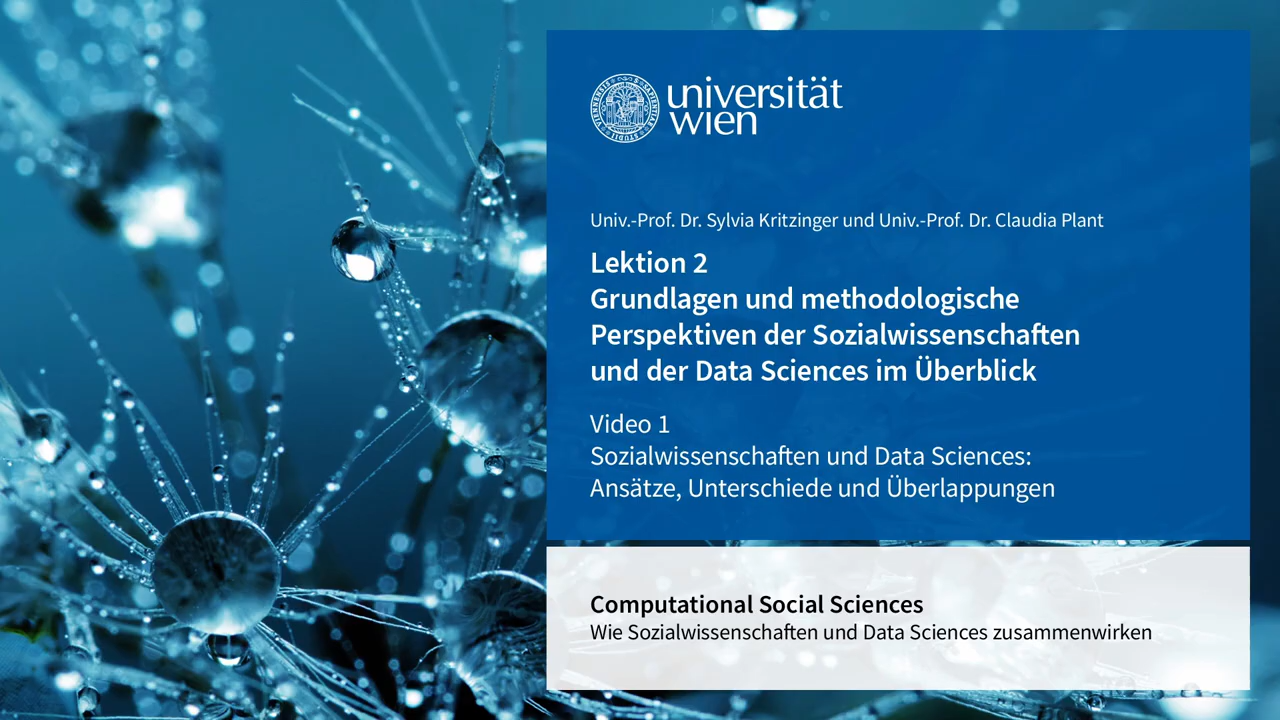 universität
wien
Univ.-Prof. Dr. Sylvia Kritzinger und Univ.-Prof. Dr. Claudia Plant
Lektion 2
Grundlagen und methodologische
Perspektiven der Sozialwissenschaften
und der Data Sciences im Überblick
Video 1
Sozialwissenschaften und Data Sciences:
Ansätze, Unterschiede und Überlappungen
Computational Social Sciences
Wie Sozialwissenschaften und Data Sciences zusammenwirken